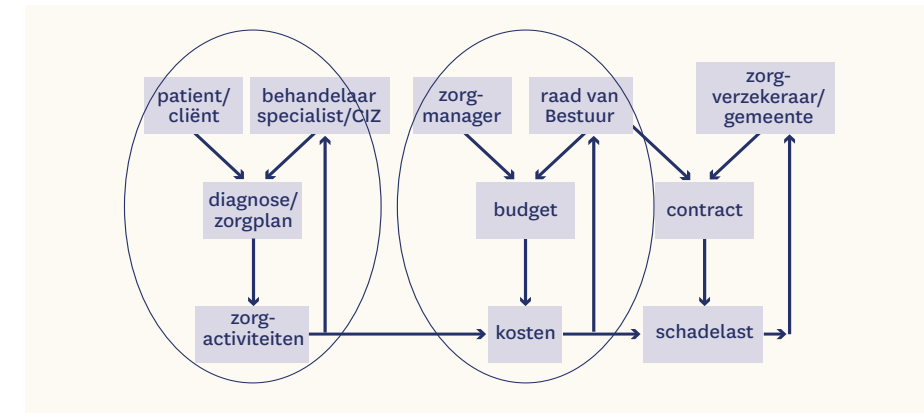 patient/
cliënt
behandelaar
specialist/CIZ
zorg-
manager
raad van
Bestuur
zorg-
verzekeraar/
gemeente
diagnose/
zorgplan
budget
contract
zorg-
activiteiten
kosten
schadelast